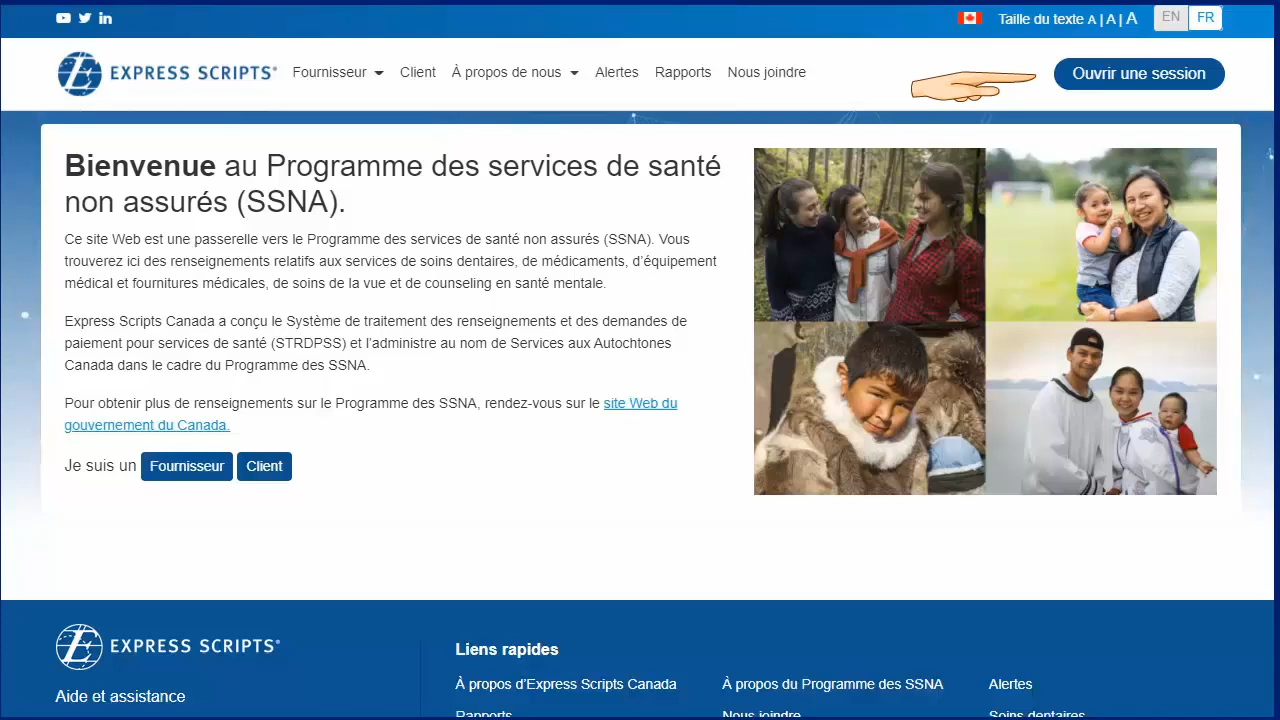 Taille du texte A | A | A EN FR
EXPRESS SCRIPTS® Fournisseur Client À propos de nous Alertes Rapports Nous joindre Ouvrir une session
Bienvenue au Programme des services de santé
non assurés (SSNA).
Ce site Web est une passerelle vers le Programme des services de santé non assurés (SSNA). Vous
trouverez ici des renseignements relatifs aux services de soins dentaires, de médicaments, d’équipement
médical et fournitures médicales, de soins de la vue et de counseling en santé mentale.
Express Scripts Canada a conçu le Système de traitement des renseignements et des demandes de
paiement pour services de santé (STRDPSS) et l’administre au nom de Services aux Autochtones
Canada dans le cadre du Programme des SSNA.
Pour obtenir plus de renseignements sur le Programme des SSNA, rendez-vous sur le site Web du
gouvernement du Canada.
Je suis un Fournisseur Client
EXPRESS SCRIPTS®
Aide et assistance
Liens rapides
À propos d’Express Scripts Canada À propos du Programme des SSNA Alertes
Rapports Nous joindre Soins dentaires